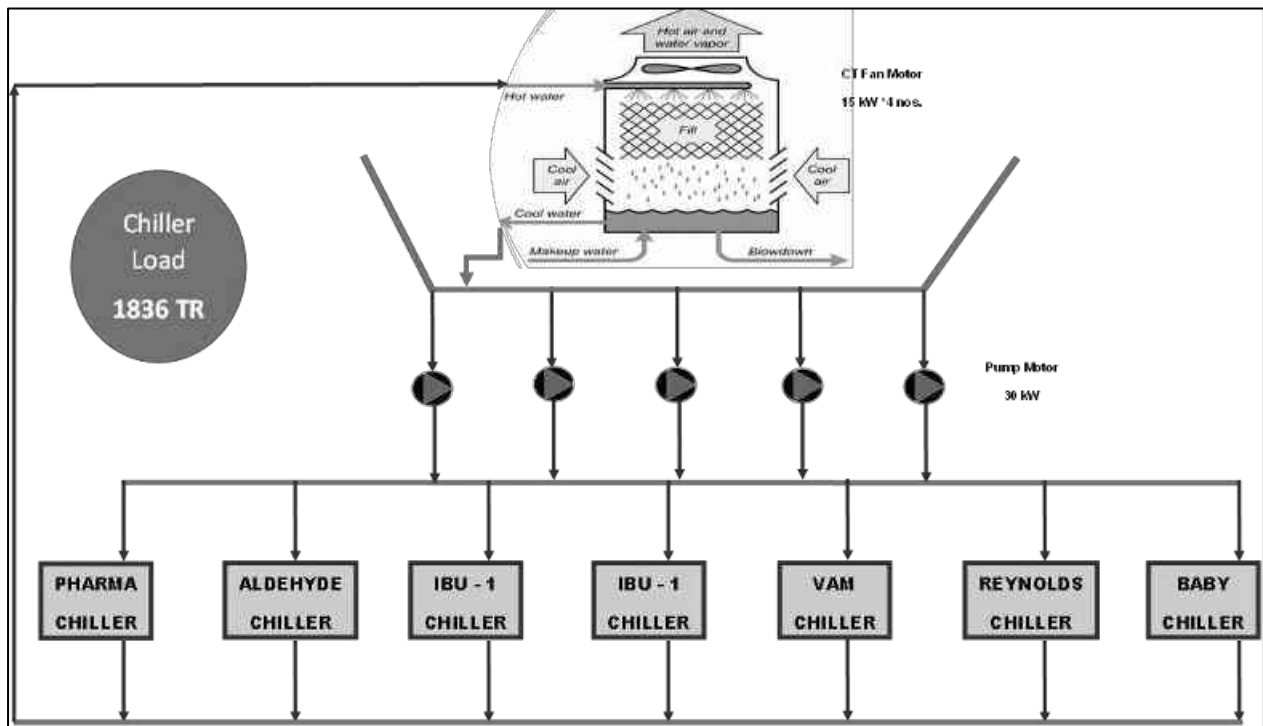 Hot air and
water vapor
CT Fan Motor
15 kW *4 nos.
Hot water
Fill
Cool
air
Cool
air
Cool water
Makeup water
Blowdown
Chiller
Load
1836 TR
Pump Motor
30 kW
PHARMA
CHILLER
ALDEHYDE
CHILLER
IBU - 1
CHILLER
IBU - 1
CHILLER
VAM
CHILLER
REYNOLDS
CHILLER
BABY
CHILLER